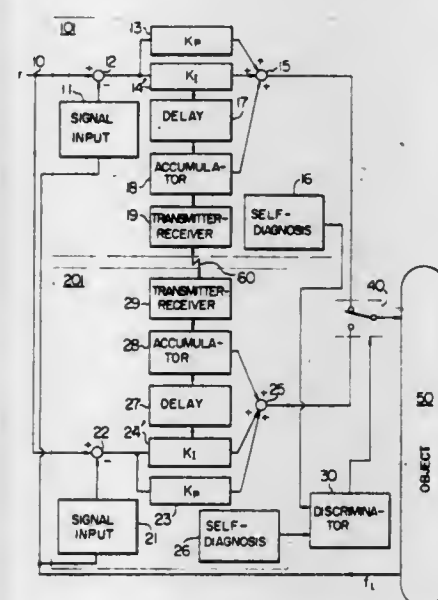 101
13
KP
r
10
12
15
KI
14
11
SIGNAL
INPUT
17
DELAY
18
ACCUMULA-
TOR
16
SELF-
DIAGNOSIS
19
TRANSMITTER-
RECEIVER
60
201
TRANSMITTER-
RECEIVER
29
40
ACCUMULA-
TOR
28
DELAY
27
25
50
OBJECT
22
24
KI
KP
23
SIGNAL
INPUT
21
SELF-
DIAGNOSIS
26
30
DISCRIMINA-
TOR